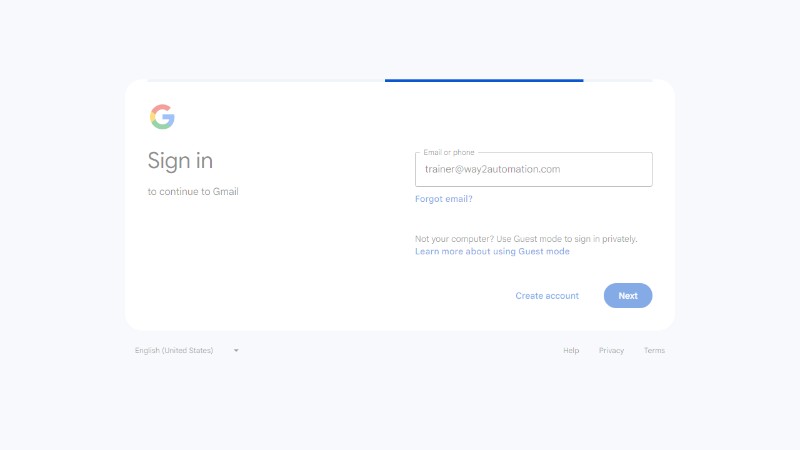 Sign in
to continue to Gmail
Email or phone
trainer@way2automation.com
Forgot email?
Not your computer? Use Guest mode to sign in privately.
Learn more about using Guest mode
Create account
Next
English (United States)
Help
Privacy
Terms